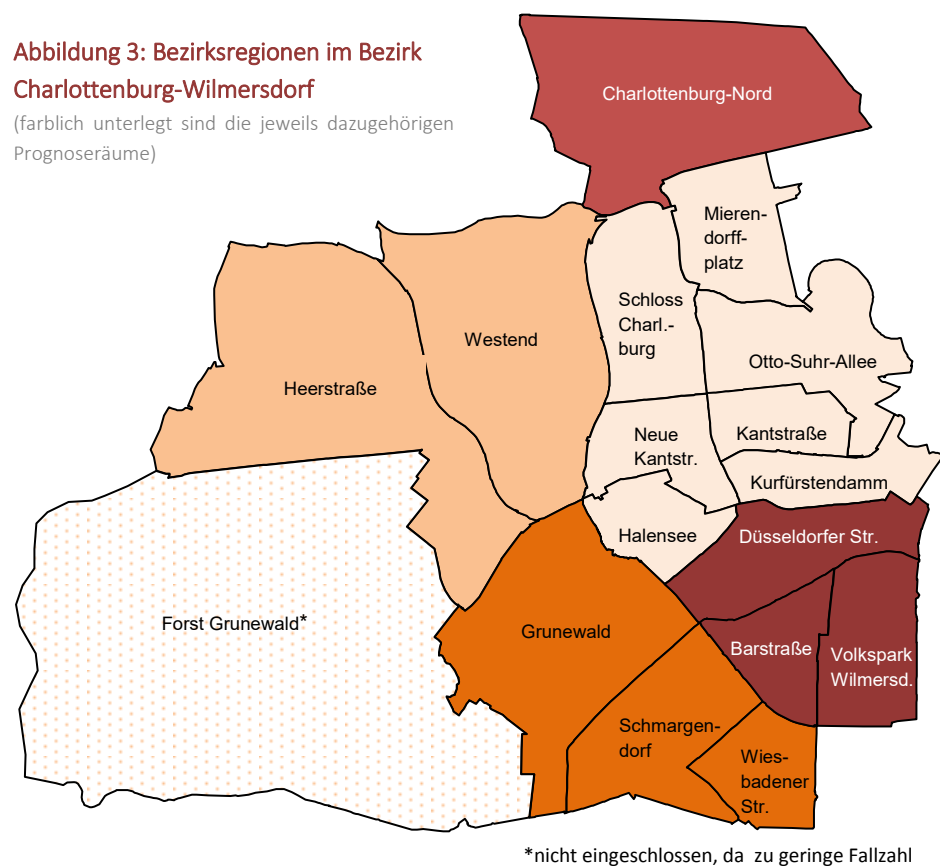 Abbildung 3: Bezirksregionen im Bezirk
Charlottenburg-Wilmersdorf
(farblich unterlegt sind die jeweils dazugehörigen
Prognoseräume)
Charlottenburg-Nord
Mieren-
dorff-
platz
Schloss
Charl.-
burg
Westend
Otto-Suhr-Allee
Heerstraße
Neue
Kantstr.
Kantstraße
Kurfürstendamm
Halensee
Düsseldorfer Str.
Forst Grunewald*
Grunewald
Barstraße
Volkspark
Wilmersd.
Schmargen-
dorf
Wies-
badener
Str.
*nicht eingeschlossen, da zu geringe Fallzahl